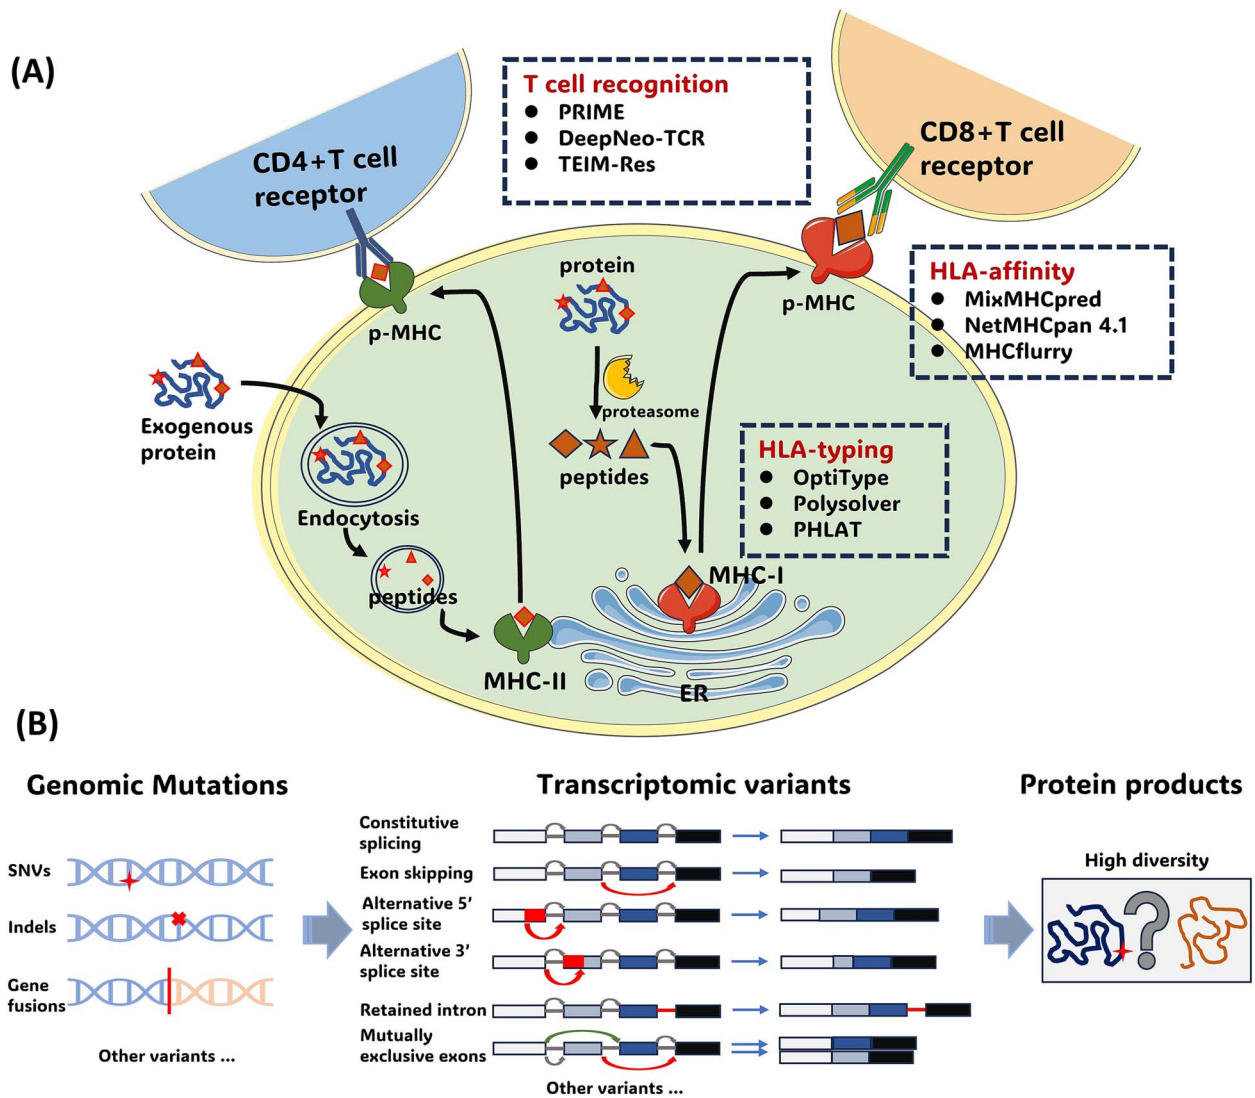 (A)
CD4+T cell
receptor
T cell recognition
● PRIME
● DeepNeo-TCR
● TEIM-Res
CD8+T cell
receptor
p-MHC
protein
p-MHC
HLA-affinity
● MixMHCpred
● NetMHCpan 4.1
● MHCflurry
Exogenous
protein
proteasome
peptides
Endocytosis
HLA-typing
● OptiType
● Polysolver
● PHLAT
peptides
MHC-I
MHC-II
ER
(B)
Genomic Mutations
SNVs
Indels
Gene
fusions
Other variants ...
Transcriptomic variants
Constitutive
splicing
Exon skipping
Alternative 5′
splice site
Alternative 3′
splice site
Retained intron
Mutually
exclusive exons
Other variants ...
Protein products
High diversity
?